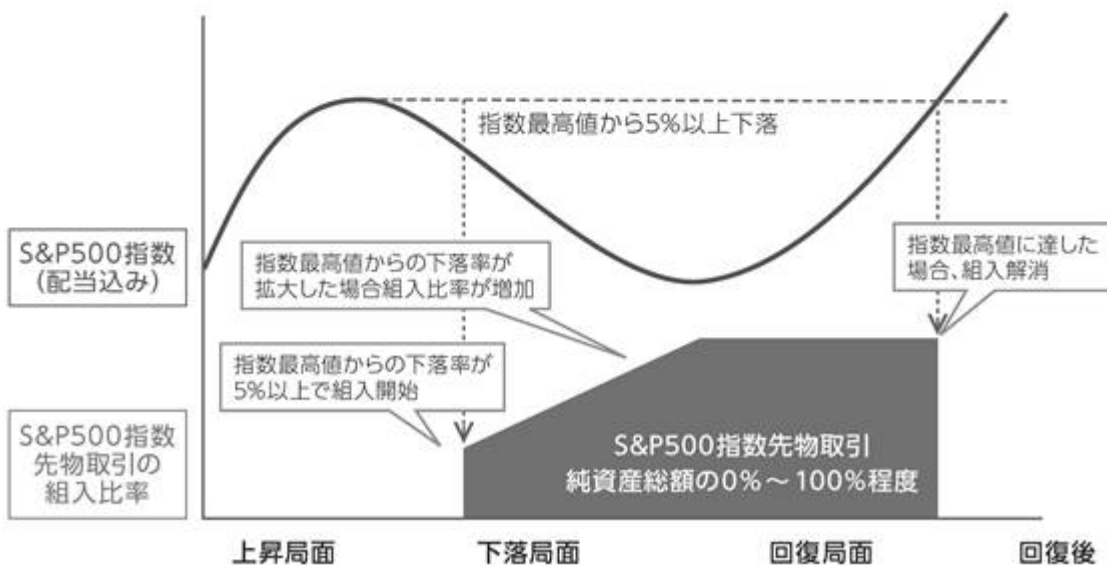 指数最高値から5%以上下落
S&P500指数
(配当込み)
指数最高値からの下落率が
拡大した場合組入比率が増加
指数最高値に達した
場合、組入解消
指数最高値からの下落率が
5%以上で組入開始
S&P500指数
先物取引の
組入比率
S&P500指数先物取引
純資産総額の0%～100%程度
上昇局面
下落局面
回復局面
回復後